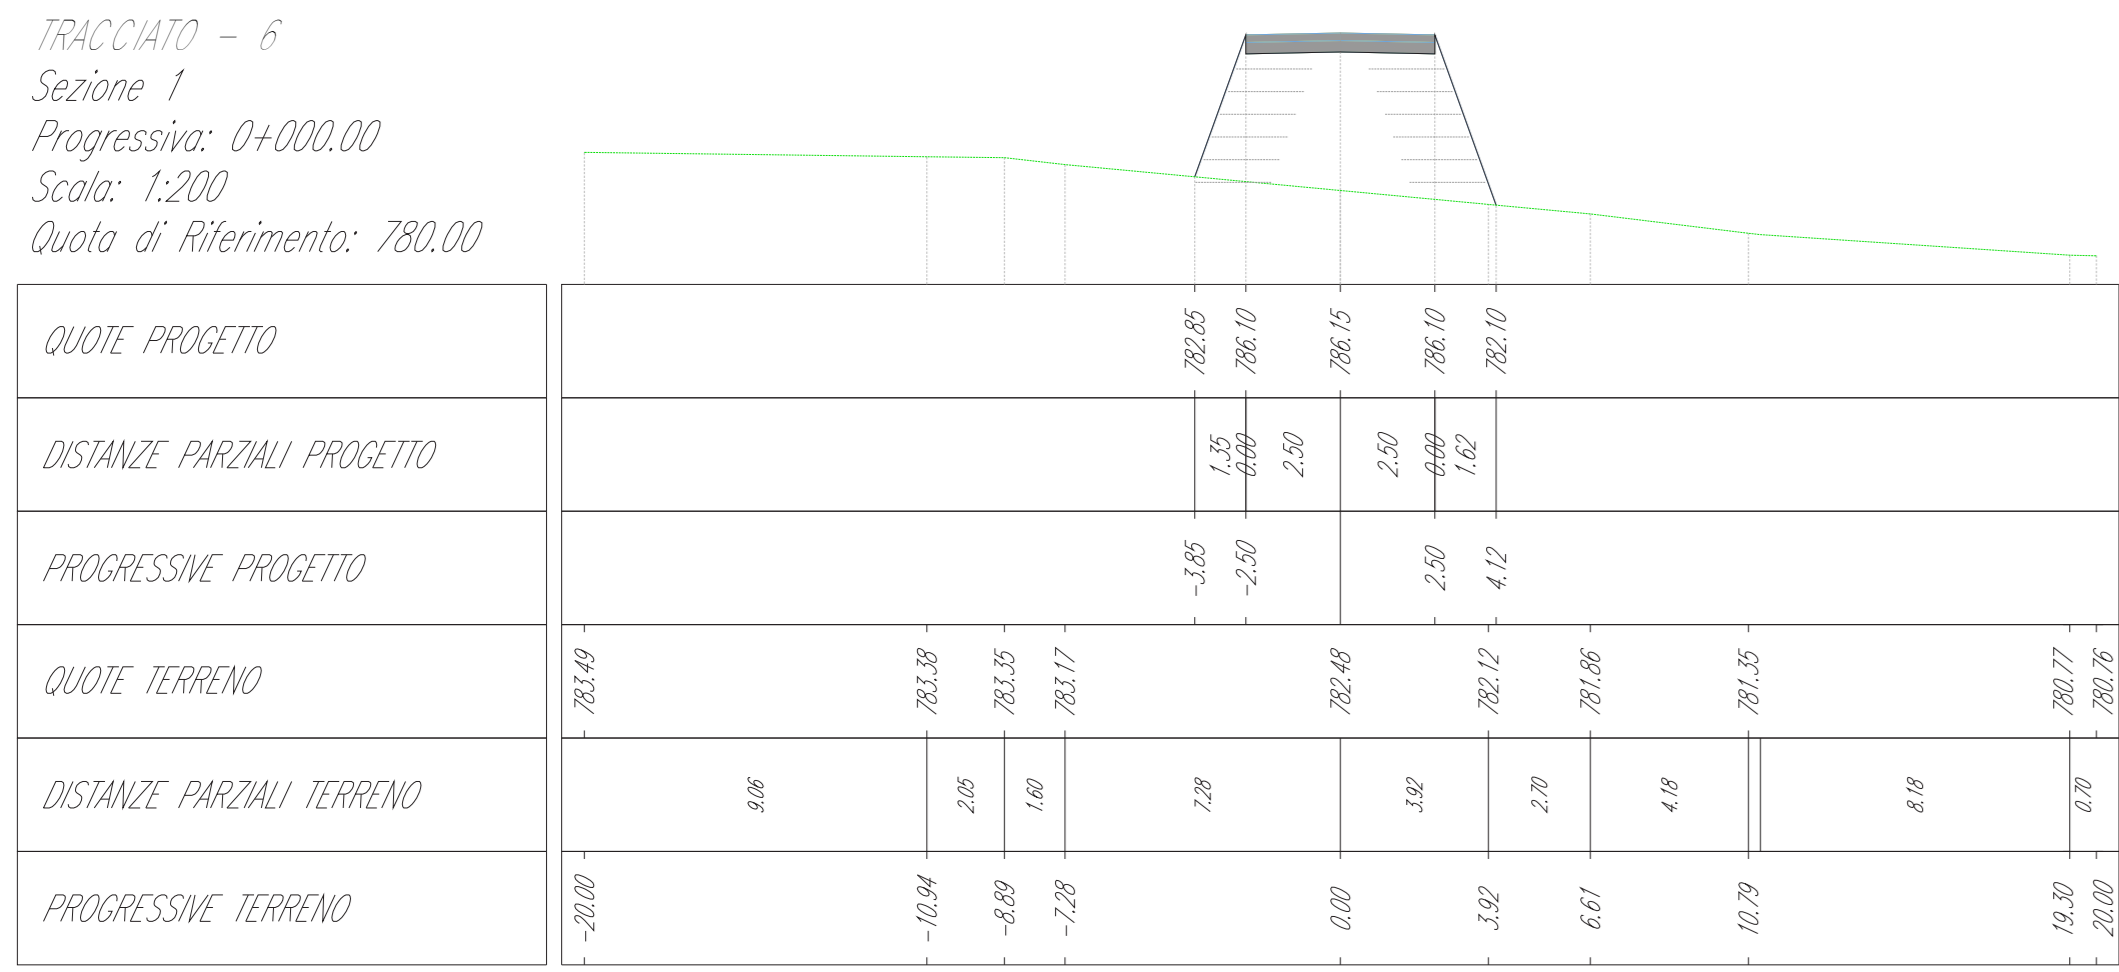 TRACCIATO - 6
Sezione 1
Progressiva: 0+000.00
Scala: 1:200
Quota di Riferimento: 780.00
QUOTE PROGETTO
782.85 786.10 786.15 786.10 782.10
DISTANZE PARZIALI PROGETTO
1.35 0.00 2.50 2.50 0.00 1.62
PROGRESSIVE PROGETTO
-3.85 -2.50 2.50 4.12
QUOTE TERRENO
783.49 783.38 783.35 783.17 782.48 782.12 781.86 781.35 780.77 780.76
DISTANZE PARZIALI TERRENO
9.06 2.05 1.60 7.28 3.92 2.70 4.18 8.18 0.70
PROGRESSIVE TERRENO
-20.00 -10.94 -8.89 -7.28 0.00 3.92 6.61 10.79 19.30 20.00